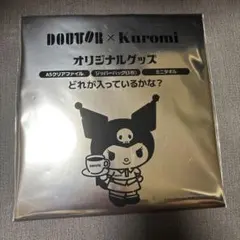 DOUTOR × Kuromi
オリジナルグッズ
A5クリアファイル ジッパーバッグ(2枚) ミニタオル
どれが入っているかな?
DOUTOR